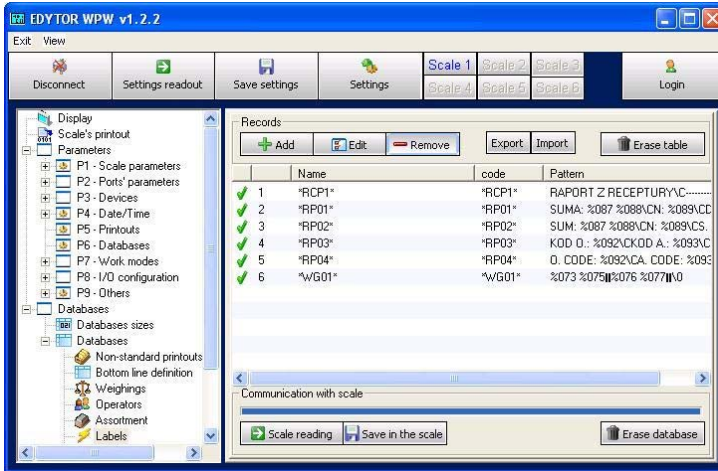 EDYTOR WPW v1.2.2
Exit View
Disconnect Settings readout Save settings Settings Scale 1 Scale 2 Scale 3 Scale 4 Scale 5 Scale 6 Login
Display
Scale's printout
Parameters
P1 - Scale parameters
P2 - Ports' parameters
P3 - Devices
P4 - Date/Time
P5 - Printouts
P6 - Databases
P7 - Work modes
P8 - I/O configuration
P9 - Others
Databases
Databases sizes
Databases
Non-standard printouts
Bottom line definition
Weighings
Operators
Assortment
Labels
Records
Add Edit Remove Export Import Erase table
Name code Pattern
1 *RCP1* *RCP1* RAPORT Z RECEPTURY\C---------
2 *RP01* *RP01* SUMA: %087 %088\CN: %089\CD
3 *RP02* *RP02* SUM: %087 %088\CN: %089\CS.
4 *RP03* *RP03* KOD O.: %092\CKOD A.: %093\C
5 *RP04* *RP04* O. CODE: %092\CA. CODE: %093
6 *WG01* *WG01* %073 %075||%076 %077||\0
Communication with scale
Scale reading Save in the scale Erase database